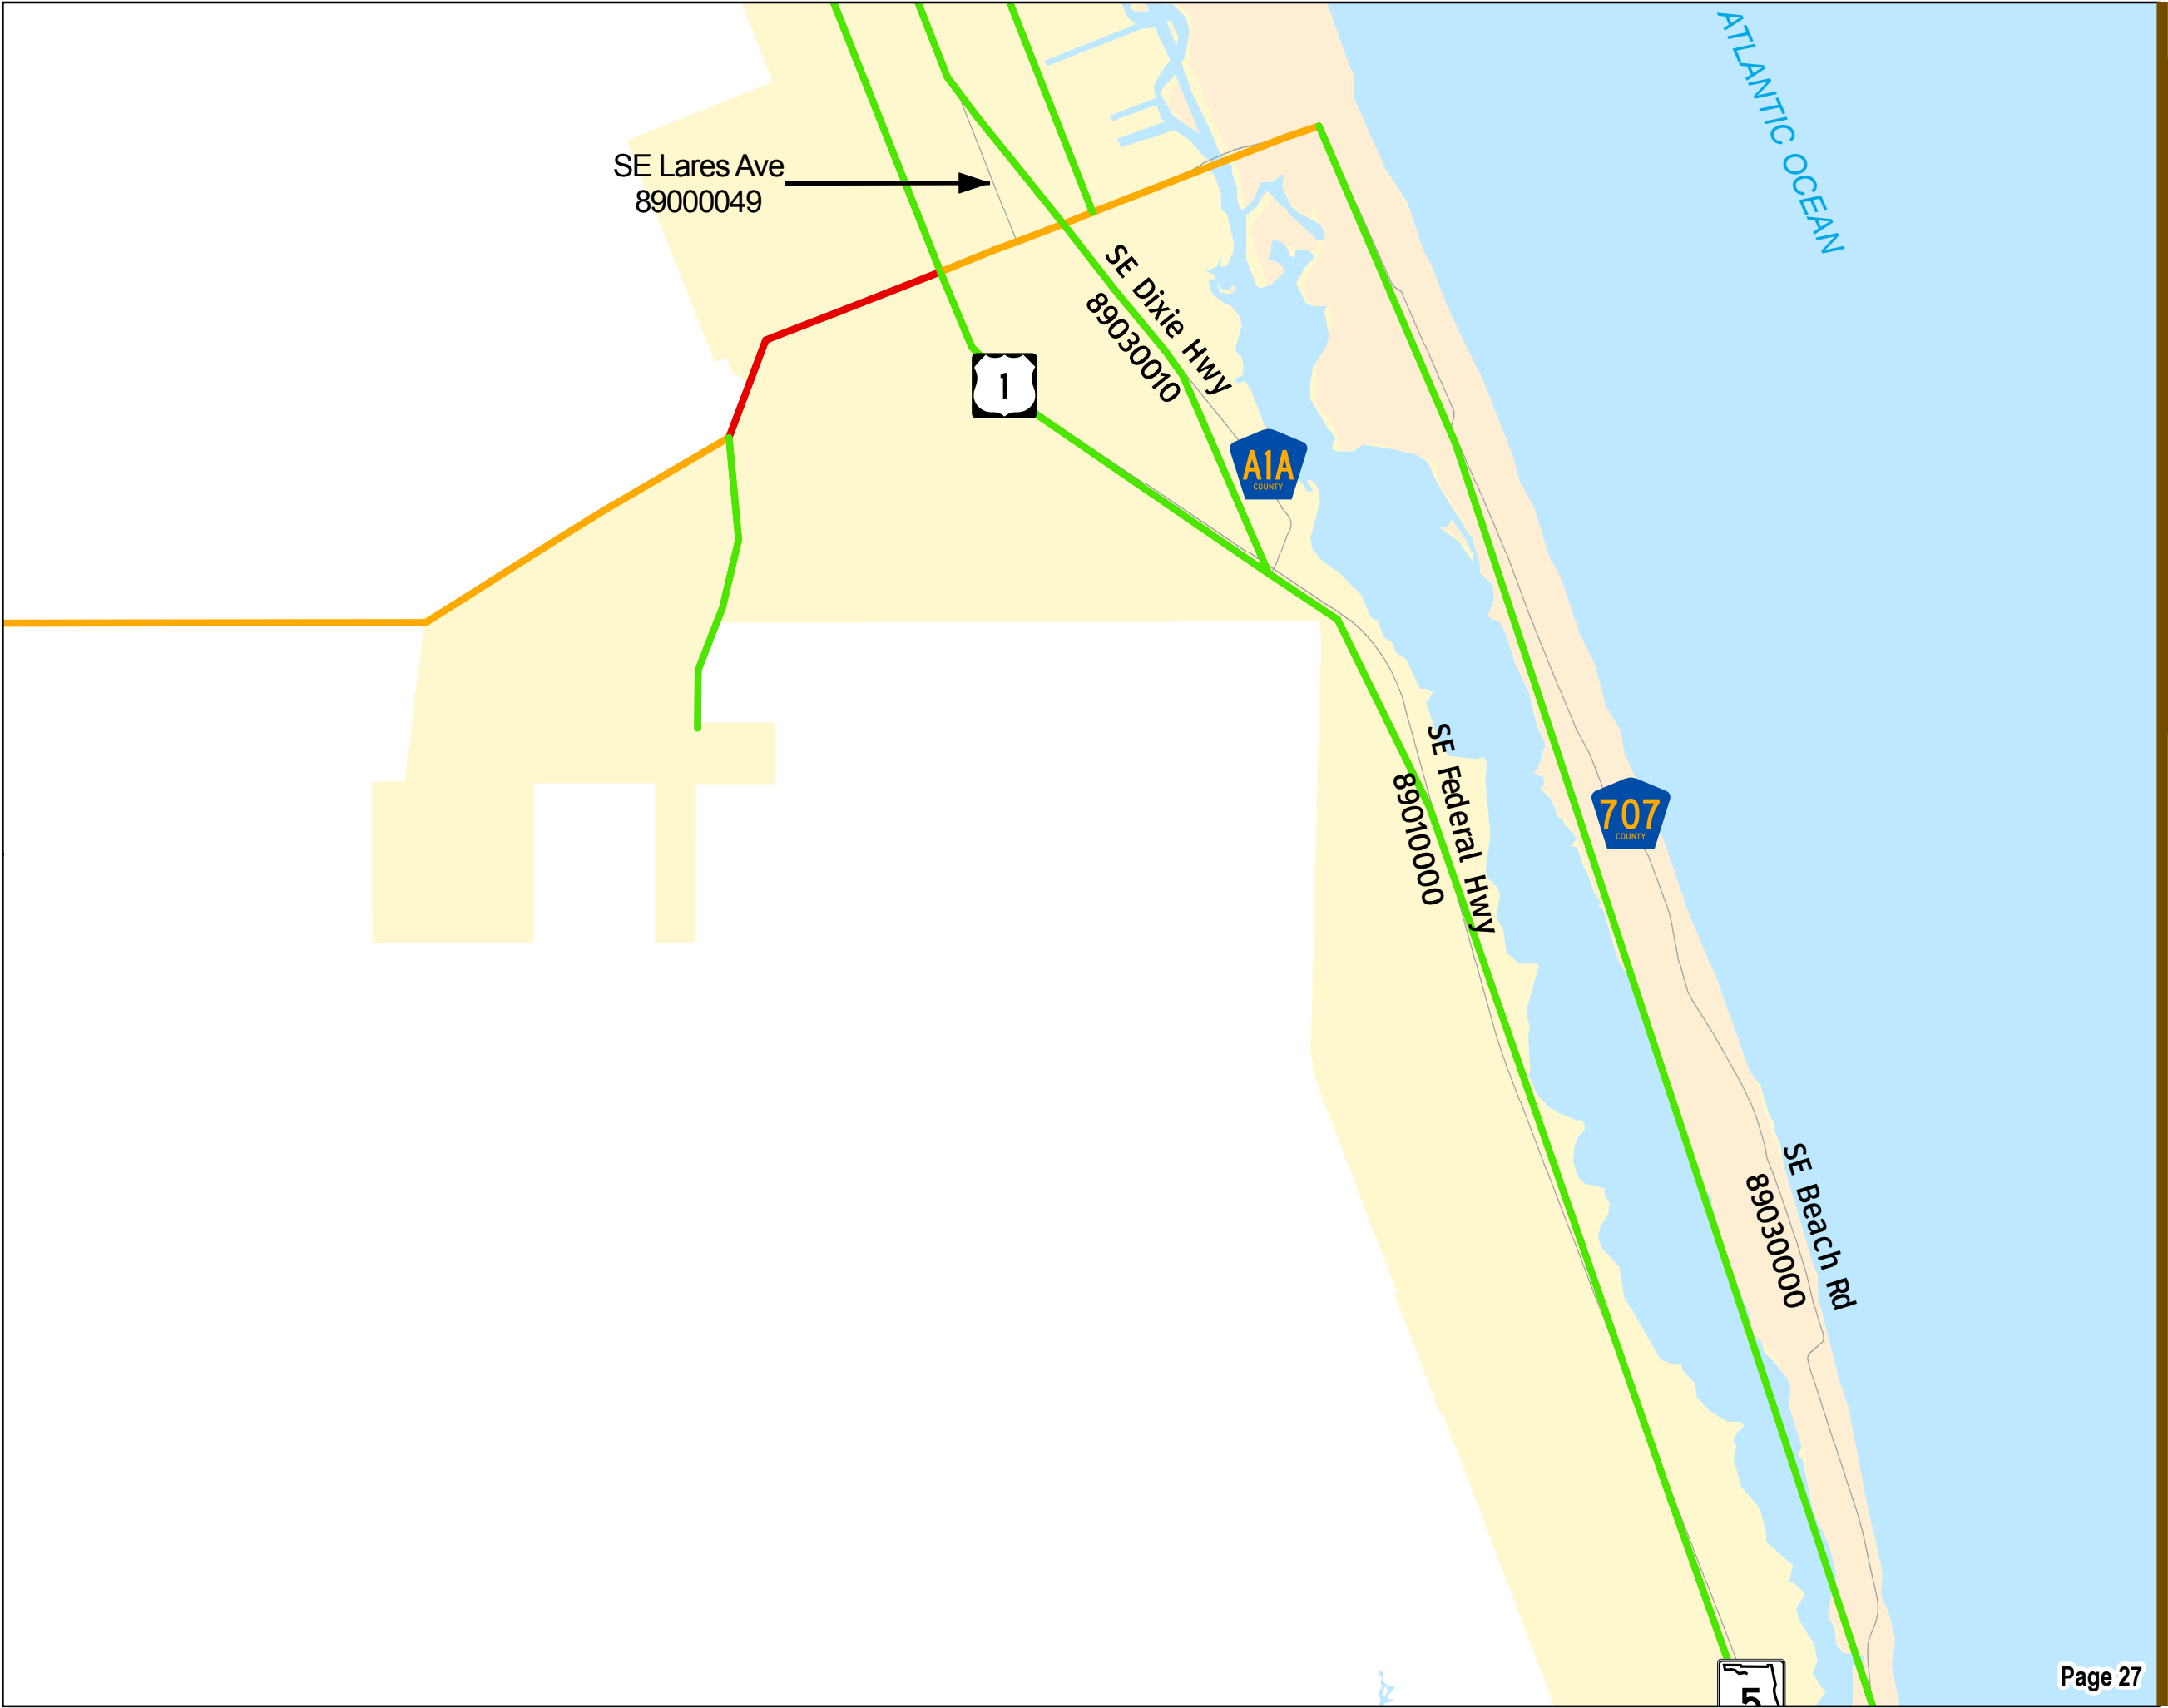 ATLANTIC OCEAN
SE Lares Ave
89000049
SE Dixie Hwy
89030010
1
A1A
COUNTY
SE Federal Hwy
89010000
707
COUNTY
SE Beach Rd
89030000
5
Page 27